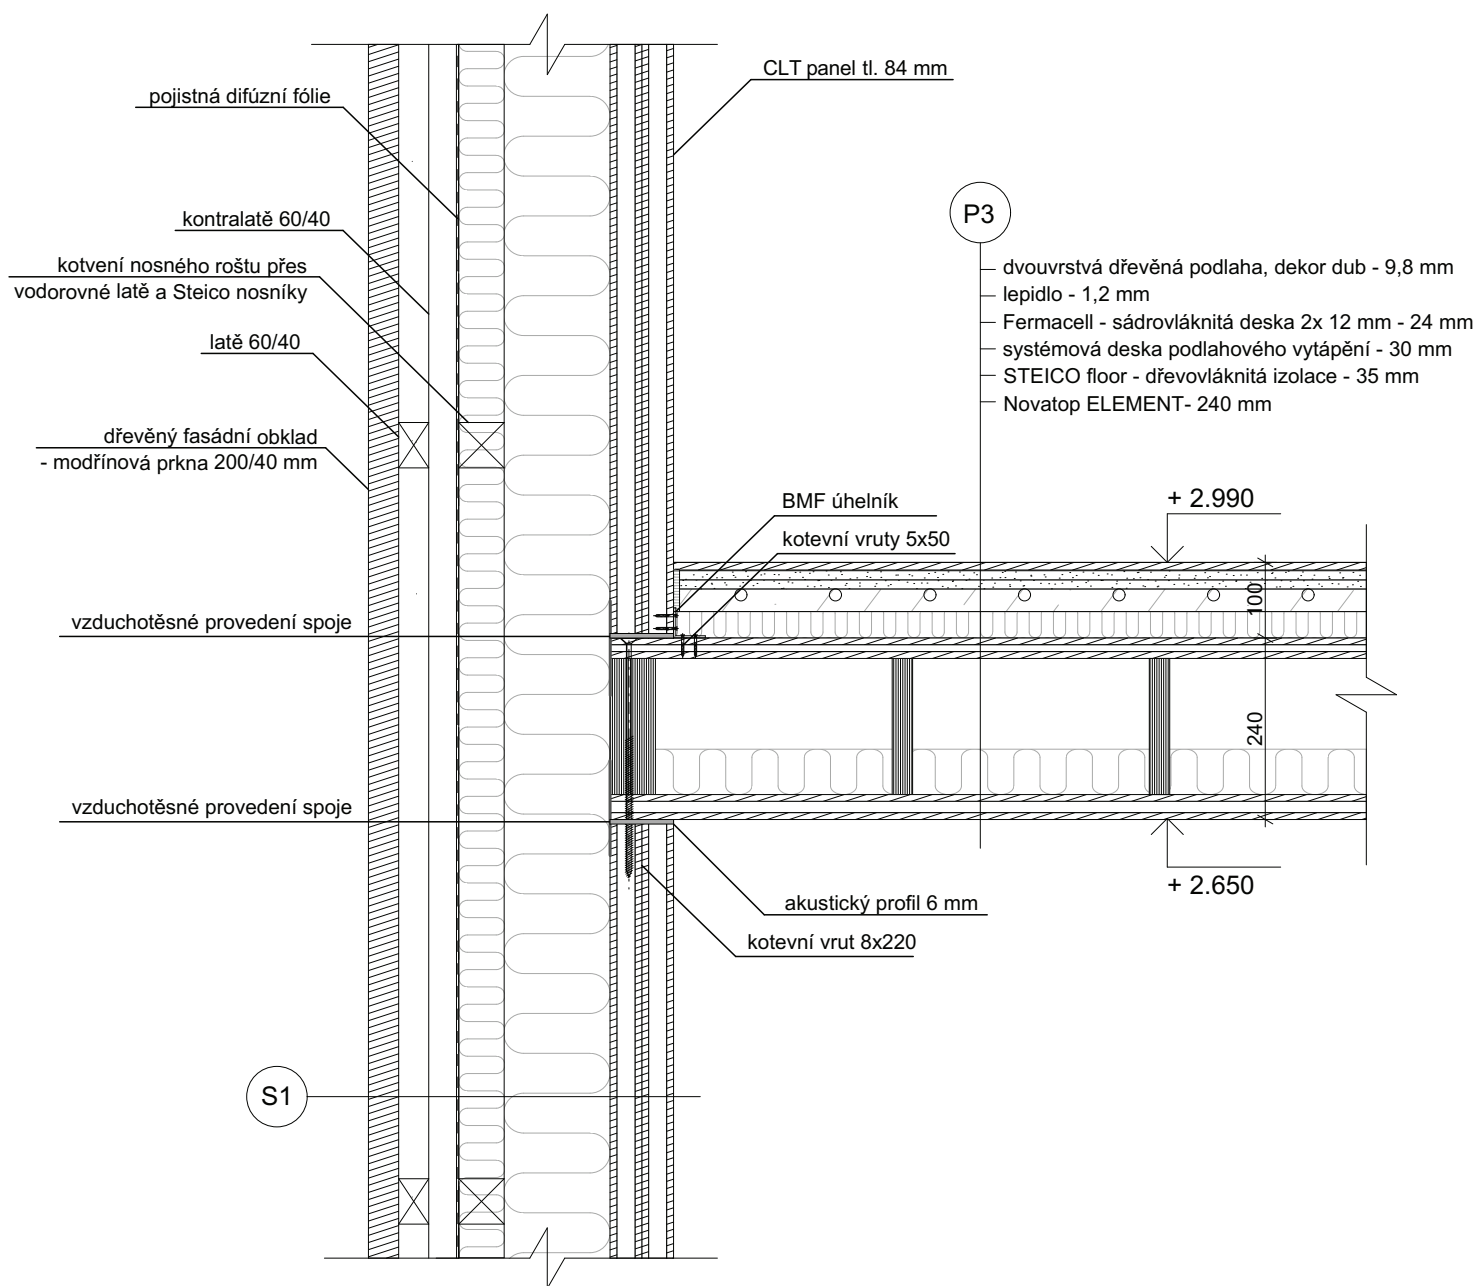 CLT panel tl. 84 mm
pojistná difúzní fólie
kontralatě 60/40
kotvení nosného roštu přes
vodorovné latě a Steico nosníky
latě 60/40
dřevěný fasádní obklad
- modřínová prkna 200/40 mm
P3
dvouvrstvá dřevěná podlaha, dekor dub - 9,8 mm
lepidlo - 1,2 mm
Fermacell - sádrovláknitá deska 2x 12 mm - 24 mm
systémová deska podlahového vytápění - 30 mm
STEICO floor - dřevovláknitá izolace - 35 mm
Novatop ELEMENT- 240 mm
BMF úhelník
kotevní vruty 5x50
+ 2.990
100
vzduchotěsné provedení spoje
240
vzduchotěsné provedení spoje
+ 2.650
akustický profil 6 mm
kotevní vrut 8x220
S1